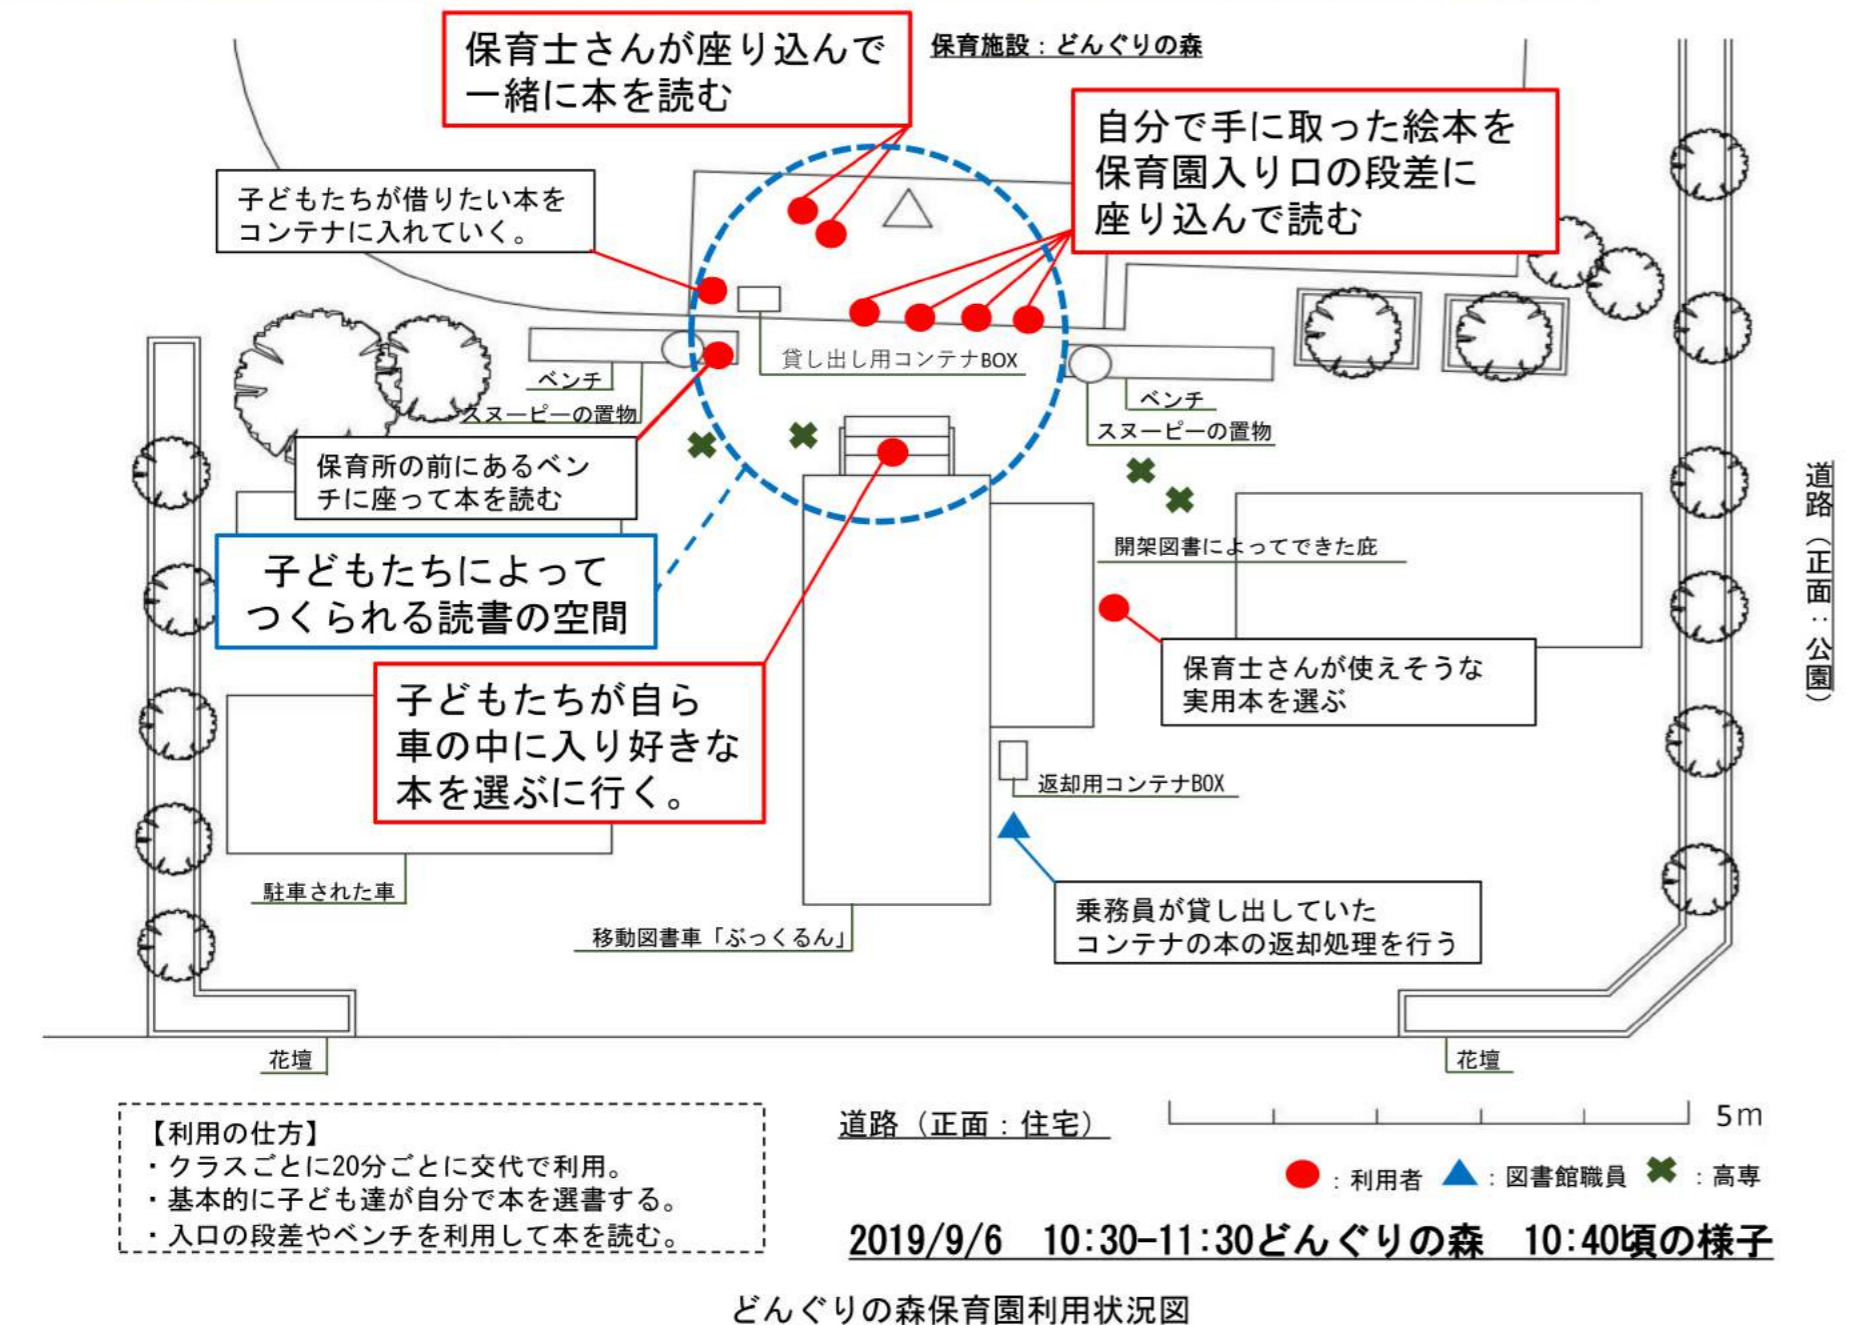 保育士さんが座り込んで
一緒に本を読む
保育施設：どんぐりの森
自分で手に取った絵本を
保育園入り口の段差に
座り込んで読む
子どもたちが借りたい本を
コンテナに入れていく。
貸し出し用コンテナBOX
ベンチ
スヌーピーの置物
ベンチ
スヌーピーの置物
保育所の前にあるベン
チに座って本を読む
道路（正面：公園）
開架図書によってできた庇
子どもたちによって
つくられる読書の空間
保育士さんが使えそうな
実用本を選ぶ
子どもたちが自ら
車の中に入り好きな
本を選ぶに行く。
返却用コンテナBOX
駐車された車
移動図書車「ぶっくるん」
乗務員が貸し出していた
コンテナの本の返却処理を行う
花壇
花壇
【利用の仕方】
・クラスごとに20分ごとに交代で利用。
・基本的に子ども達が自分で本を選書する。
・入口の段差やベンチを利用して本を読む。
道路（正面：住宅）
5m
：利用者 ：図書館職員 ：高専
2019/9/6　10:30-11:30どんぐりの森　10:40頃の様子
どんぐりの森保育園利用状況図